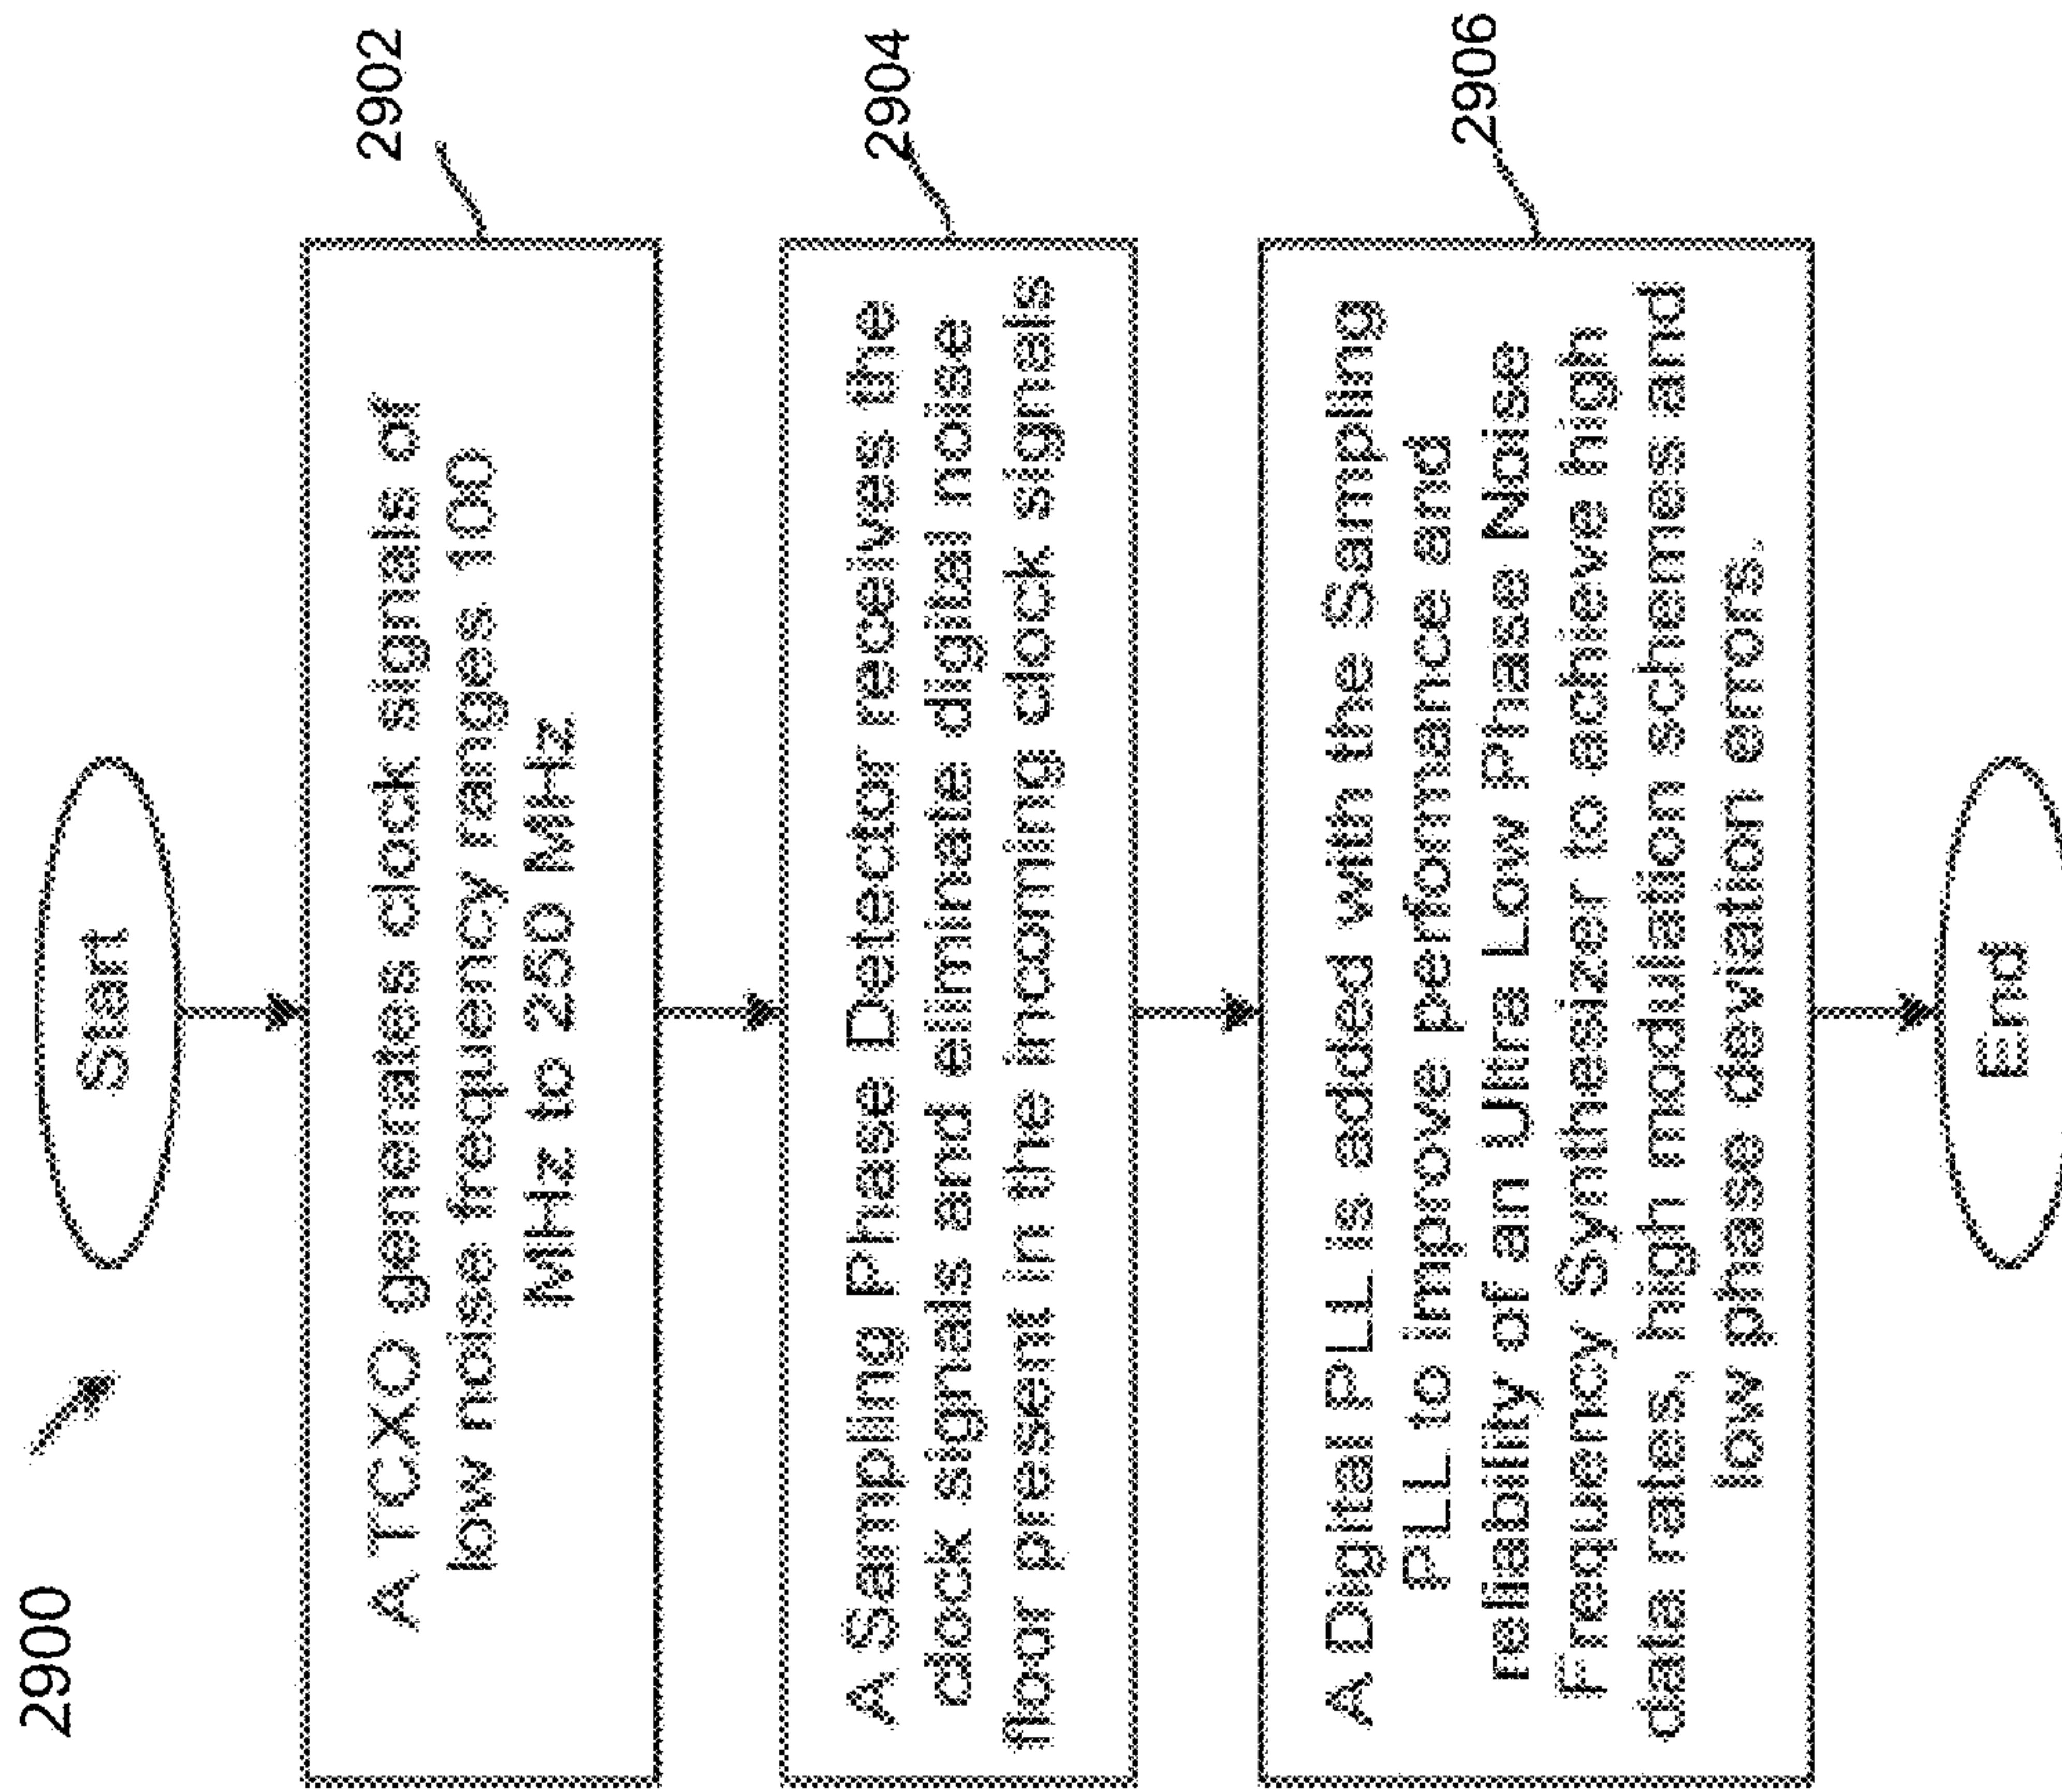 2900
Start
A TCXO generates clock signals of
low noise frequency ranges 100
MHz to 250 MHz
2902
A Sampling Phase Detector receives the
clock signals and eliminate digital noise
floor present in the incoming clock signals
2904
A Digital PLL is added with the Sampling
PLL to improve performance and
reliability of an Ultra Low Phase Noise
Frequency Synthesizer to achieve high
data rates, high modulation schemes and
low phase deviation errors.
2906
End